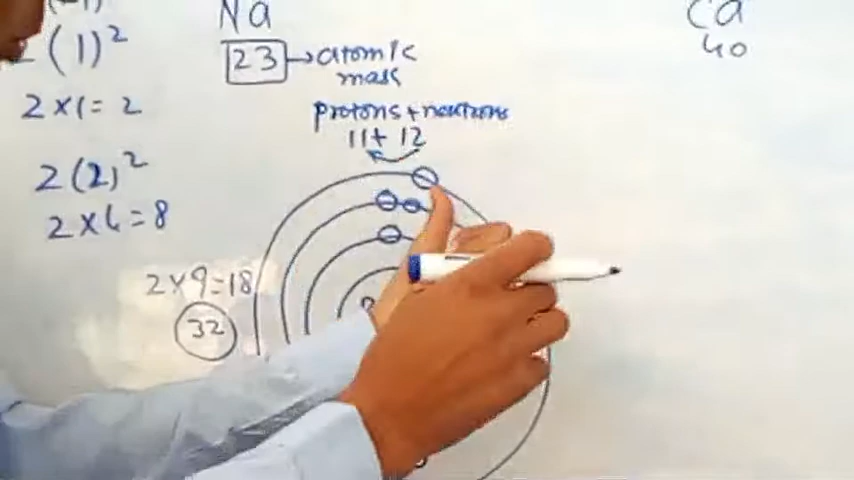 (1)²
2×1=2
2(2)²
2×4=8
2×9=18
32
Na
23 → atomic
mass
protons+neutrons
11+ 12
Ca
40